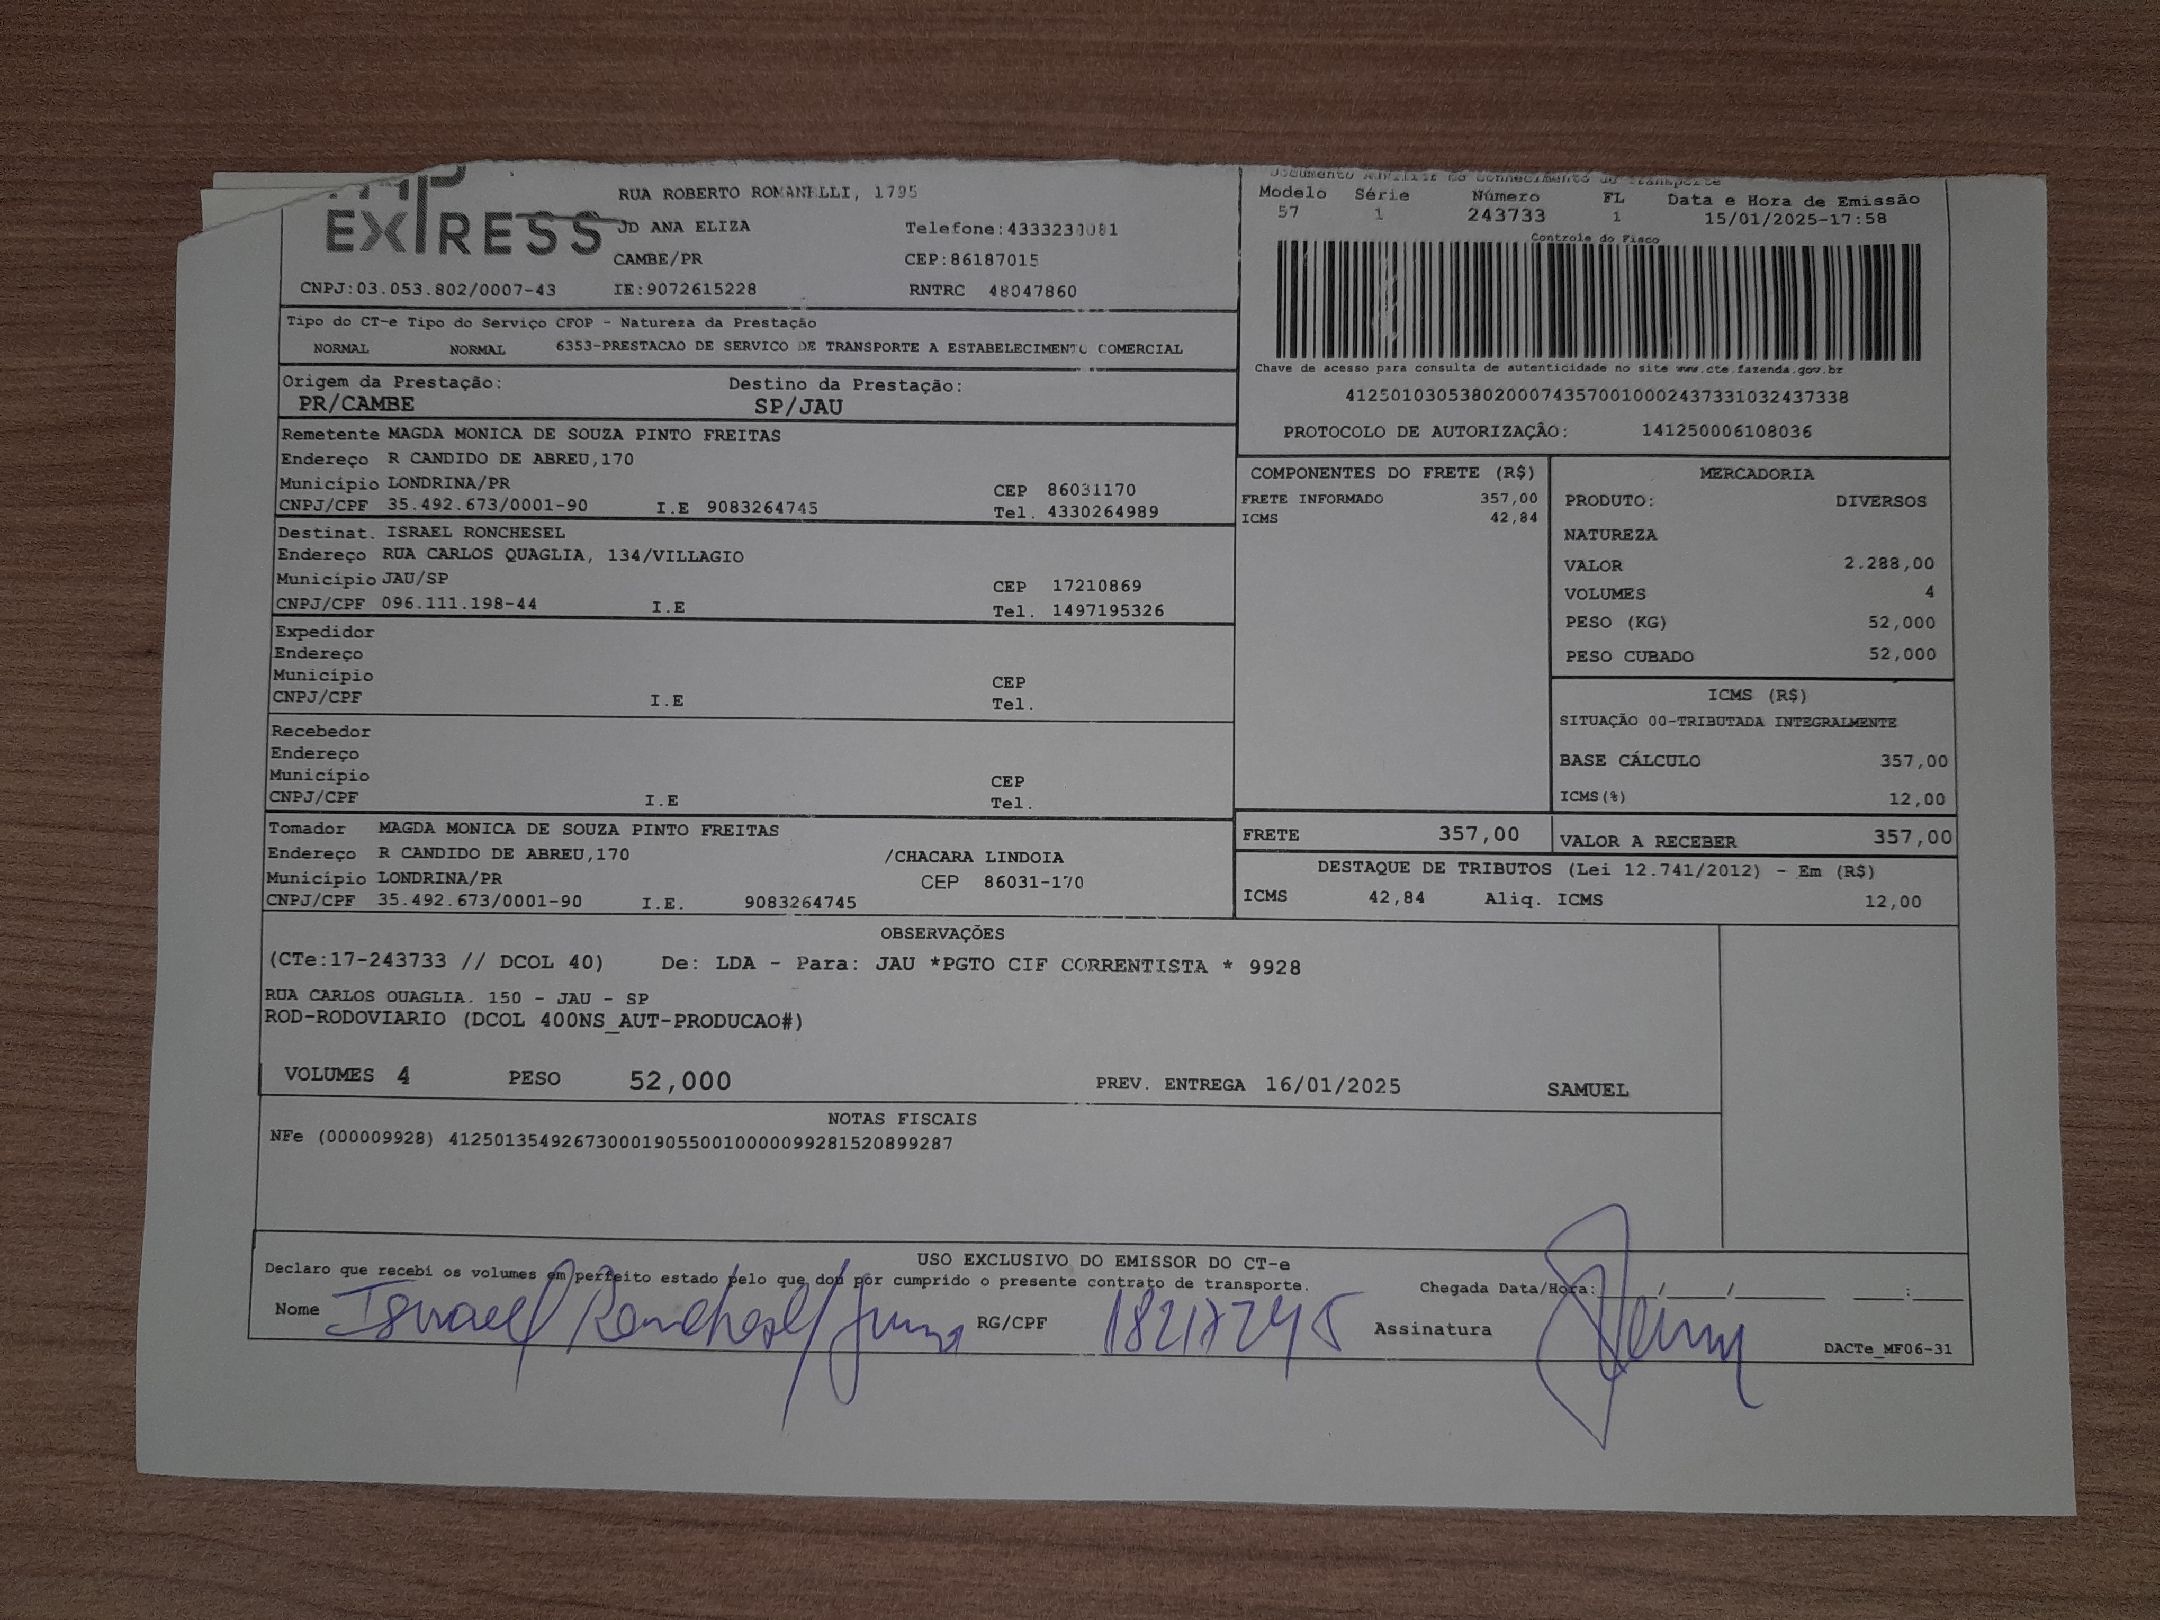 EXPRESS
RUA ROBERTO ROMANELLI, 1795
JD ANA ELIZA Telefone:4333230081
CAMBE/PR CEP:86187015
CNPJ:03.053.802/0007-43 IE:9072615228 RNTRC 48047860
Documento Auxiliar do Conhecimento de Transporte
Modelo Série Número FL Data e Hora de Emissão
57 1 243733 1 15/01/2025-17:58
Controle do Fisco
Tipo do CT-e Tipo do Serviço CFOP - Natureza da Prestação
NORMAL NORMAL 6353-PRESTACAO DE SERVICO DE TRANSPORTE A ESTABELECIMENTO COMERCIAL
Chave de acesso para consulta de autenticidade no site www.cte.fazenda.gov.br
41250103053802000743570010002437331032437338
PROTOCOLO DE AUTORIZAÇÃO: 141250006108036
Origem da Prestação: Destino da Prestação:
PR/CAMBE SP/JAU
Remetente MAGDA MONICA DE SOUZA PINTO FREITAS
Endereço R CANDIDO DE ABREU,170
Município LONDRINA/PR CEP 86031170
CNPJ/CPF 35.492.673/0001-90 I.E 9083264745 Tel. 4330264989
Destinat. ISRAEL RONCHESEL
Endereço RUA CARLOS QUAGLIA, 134/VILLAGIO
Município JAU/SP CEP 17210869
CNPJ/CPF 096.111.198-44 I.E Tel. 1497195326
Expedidor
Endereço
Município CEP
CNPJ/CPF I.E Tel.
Recebedor
Endereço
Município CEP
CNPJ/CPF I.E Tel.
Tomador MAGDA MONICA DE SOUZA PINTO FREITAS
Endereço R CANDIDO DE ABREU,170 /CHACARA LINDOIA
Município LONDRINA/PR CEP 86031-170
CNPJ/CPF 35.492.673/0001-90 I.E. 9083264745
COMPONENTES DO FRETE (R$)
FRETE INFORMADO 357,00
ICMS 42,84
MERCADORIA
PRODUTO: DIVERSOS
NATUREZA
VALOR 2.288,00
VOLUMES 4
PESO (KG) 52,000
PESO CUBADO 52,000
ICMS (R$)
SITUAÇÃO 00-TRIBUTADA INTEGRALMENTE
BASE CÁLCULO 357,00
ICMS(%) 12,00
FRETE 357,00 VALOR A RECEBER 357,00
DESTAQUE DE TRIBUTOS (Lei 12.741/2012) - Em (R$)
ICMS 42,84 Aliq. ICMS 12,00
OBSERVAÇÕES
(CTe:17-243733 // DCOL 40) De: LDA - Para: JAU *PGTO CIF CORRENTISTA * 9928
RUA CARLOS QUAGLIA. 150 - JAU - SP
ROD-RODOVIARIO (DCOL 400NS_AUT-PRODUCAO#)
VOLUMES 4 PESO 52,000 PREV. ENTREGA 16/01/2025 SAMUEL
NOTAS FISCAIS
NFe (000009928) 41250135492673000190550010000099281520899287
USO EXCLUSIVO DO EMISSOR DO CT-e
Declaro que recebi os volumes em perfeito estado pelo que dou por cumprido o presente contrato de transporte. Chegada Data/Hora:____/____/______ ___:___
Nome Israel Ronchesel Junior RG/CPF 18217245 Assinatura
DACTe_MF06-31